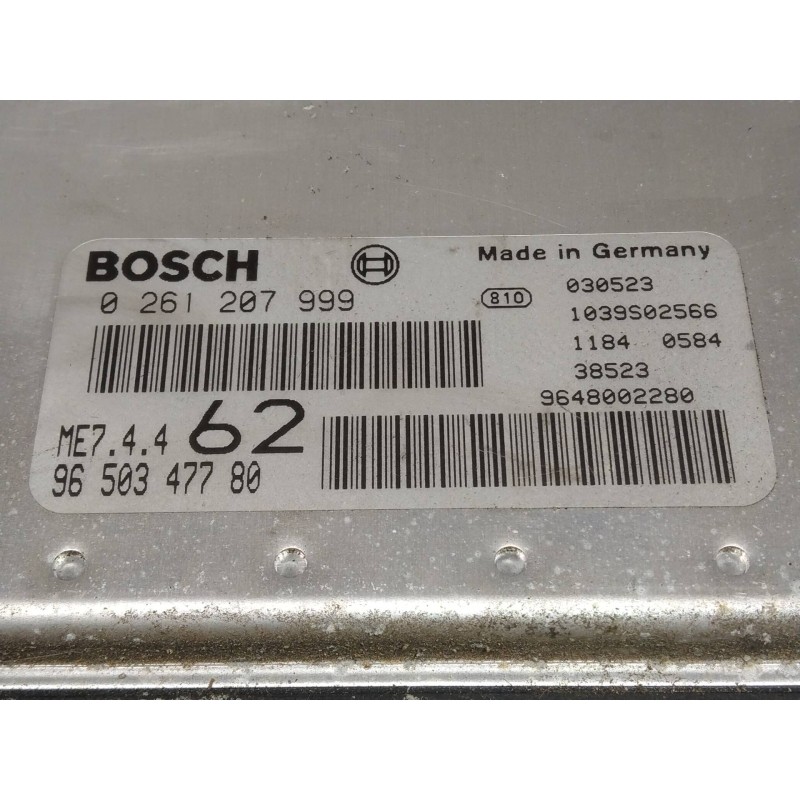 BOSCH
Made in Germany
0 261 207 999
810
030523
1039S02566
1184 0584
38523
9648002280
ME7.4.4 62
96 503 477 80